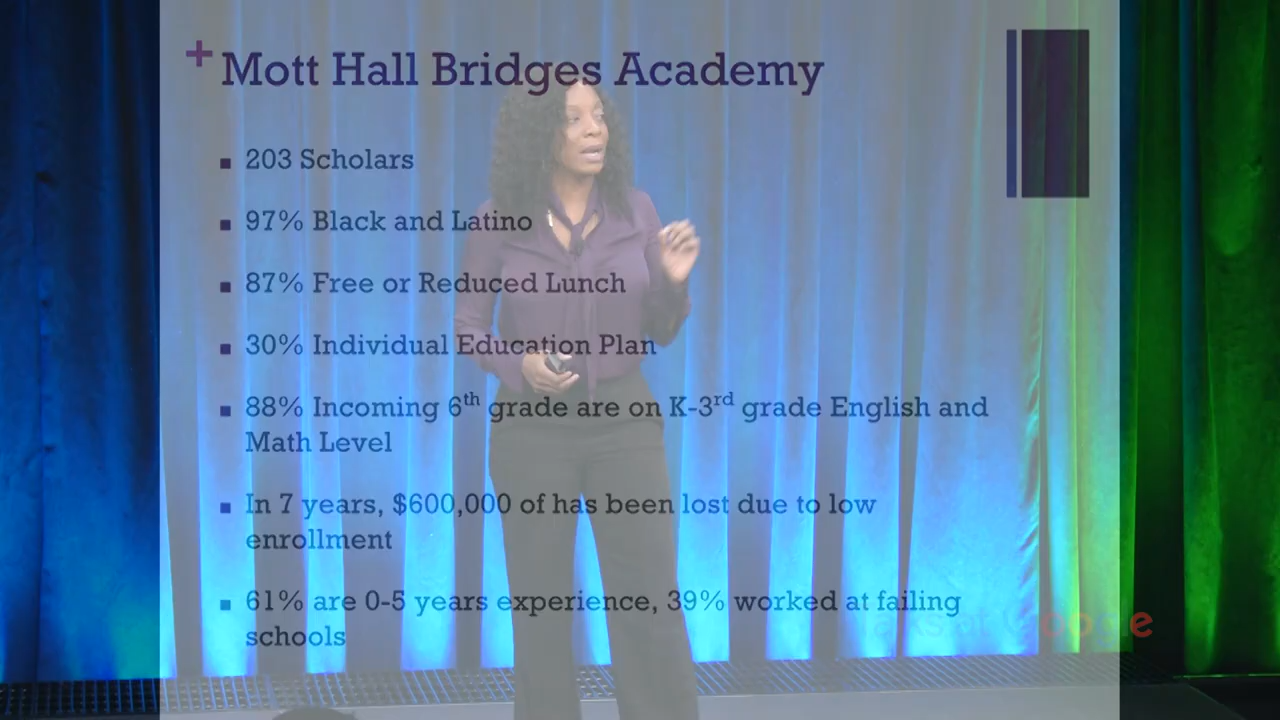 + Mott Hall Bridges Academy
▪ 203 Scholars
▪ 97% Black and Latino
▪ 87% Free or Reduced Lunch
▪ 30% Individual Education Plan
▪ 88% Incoming 6th grade are on K-3rd grade English and
Math Level
▪ In 7 years, $600,000 of has been lost due to low
enrollment
▪ 61% are 0-5 years experience, 39% worked at failing
schools